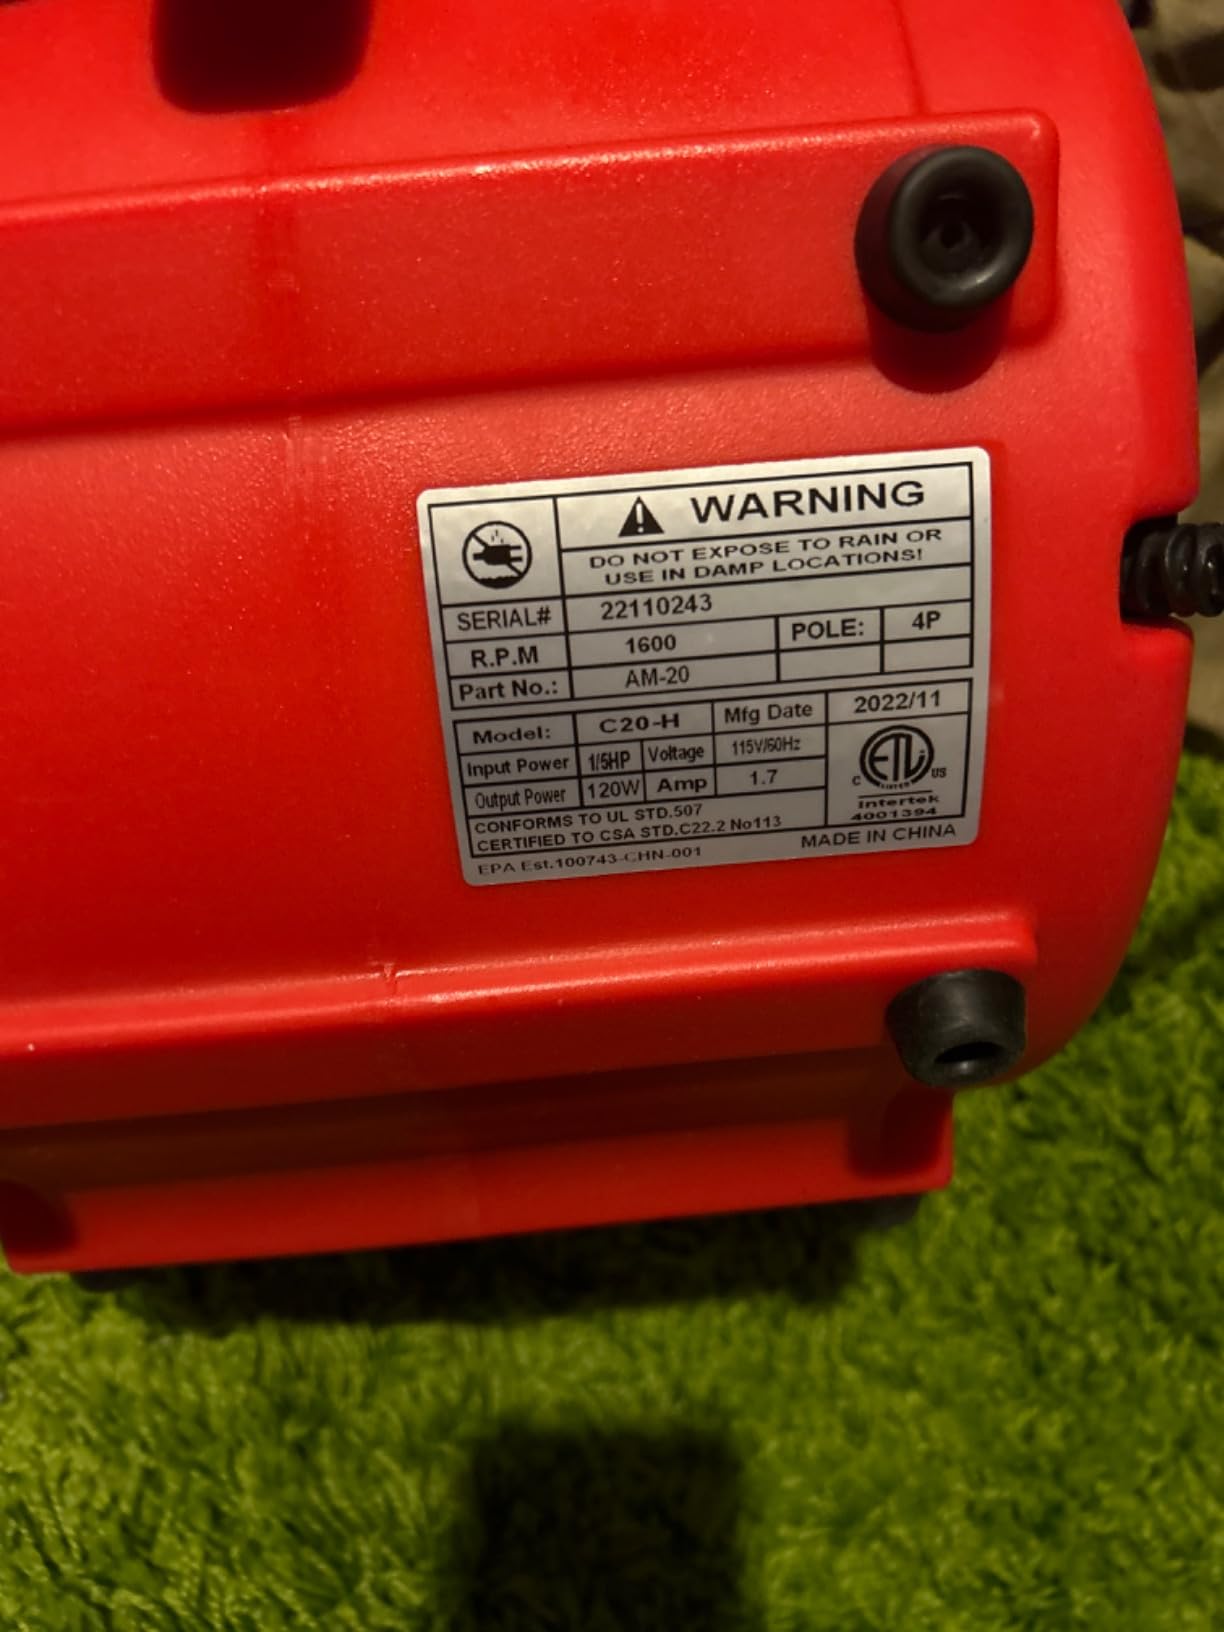 WARNING
DO NOT EXPOSE TO RAIN OR
USE IN DAMP LOCATIONS!
SERIAL# 22110243
R.P.M 1600 POLE: 4P
Part No.: AM-20
Model: C20-H Mfg Date 2022/11
Input Power 1/5HP Voltage 115V/60Hz
Output Power 120W Amp 1.7
ETL
C LISTED US
Intertek
4001394
CONFORMS TO UL STD.507
CERTIFIED TO CSA STD.C22.2 No113
EPA Est.100743-CHN-001 MADE IN CHINA